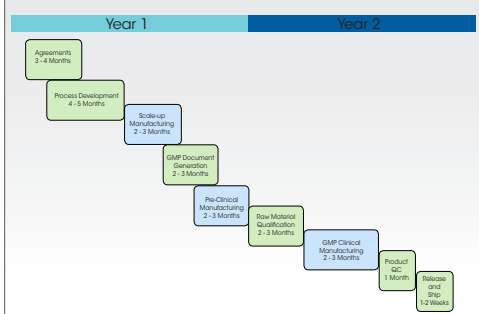 Year 1
Year 2
Agreements
3 - 4 Months
Process Development
4 - 5 Months
Scale-up
Manufacturing
2 - 3 Months
GMP Document
Generation
2 - 3 Months
Pre-Clinical
Manufacturing
2 - 3 Months
Raw Material
Qualification
2 - 3 Months
GMP Clinical
Manufacturing
2 - 3 Months
Product
QC
1 Month
Release
and
Ship
1-2 Weeks